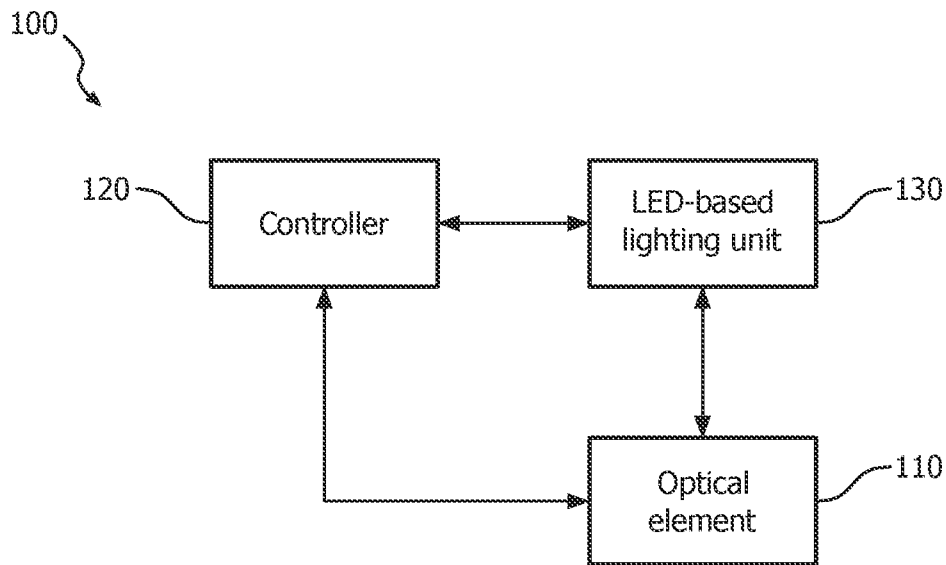 100
120
Controller
LED-based
lighting unit
130
Optical
element
110